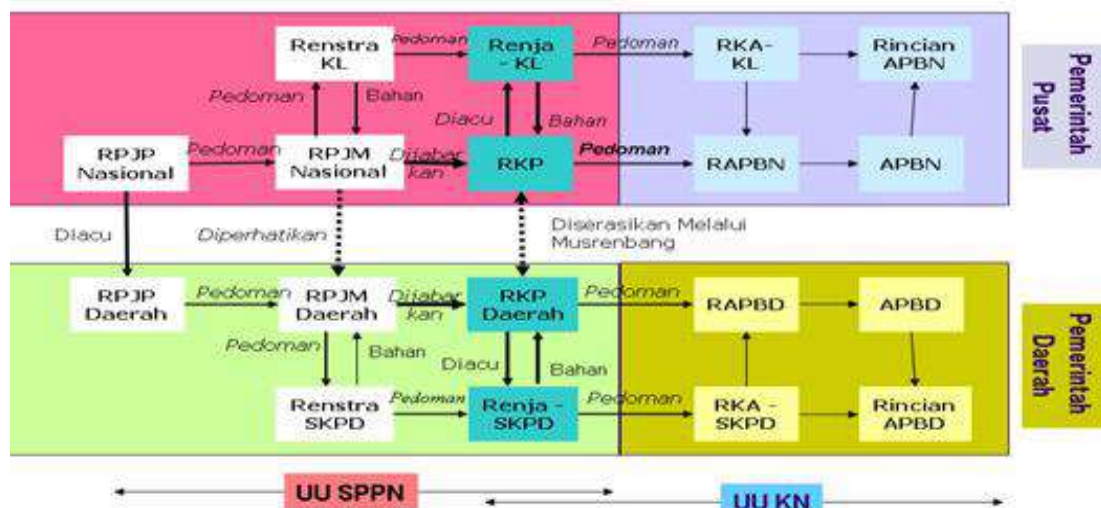 Renstra
KL
Pedoman
Renja
- KL
Pedoman
RKA-
KL
Rincian
APBN
Pemerintah
Pusat
Pedoman
Bahan
Diacu
Bahan
RPJP
Nasional
Pedoman
RPJM
Nasional
Dijabar
kan
RKP
Pedoman
RAPBN
APBN
Diacu
Diperhatikan
Diserasikan Melalui
Musrenbang
RPJP
Daerah
Pedoman
RPJM
Daerah
Dijabar
kan
RKP
Daerah
Pedoman
RAPBD
APBD
Pemerintah
Daerah
Pedoman
Bahan
Diacu
Bahan
Renstra
SKPD
Pedoman
Renja -
SKPD
Pedoman
RKA -
SKPD
Rincian
APBD
UU SPPN
UU KN